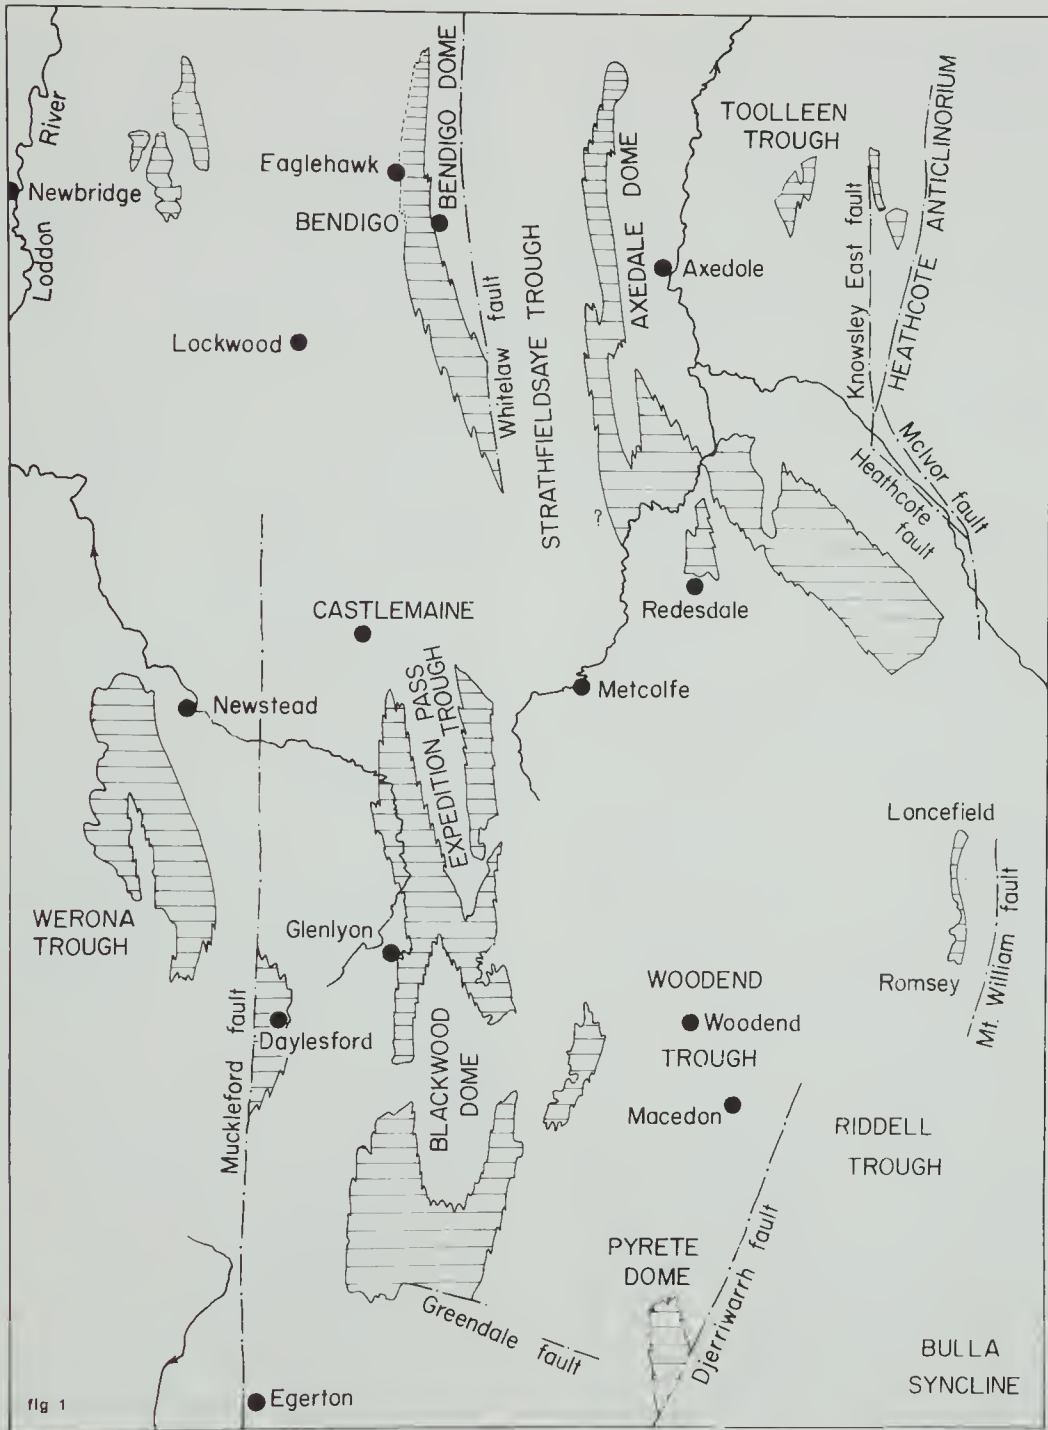 River
Loddon
Newbridge
Eaglehawk
BENDIGO
BENDIGO DOME
Lockwood
Whitelaw fault
STRATHFIELDSAYE TROUGH
AXEDALE DOME
Axedole
TOOLLEEN
TROUGH
Knowsley East fault
HEATHCOTE ANTICLINORIUM
McIvor fault
Heathcote
fault
?
Redesdale
CASTLEMAINE
Metcolfe
Newstead
EXPEDITION PASS
TROUGH
WERONA
TROUGH
Glenlyon
Daylesford
Muckleford fault
BLACKWOOD
DOME
Loncefield
Romsey
Mt. William fault
WOODEND
Woodend
TROUGH
Macedon
RIDDELL
TROUGH
PYRETE
DOME
Djerriwarrh fault
Greendale fault
BULLA
SYNCLINE
Egerton
fig 1